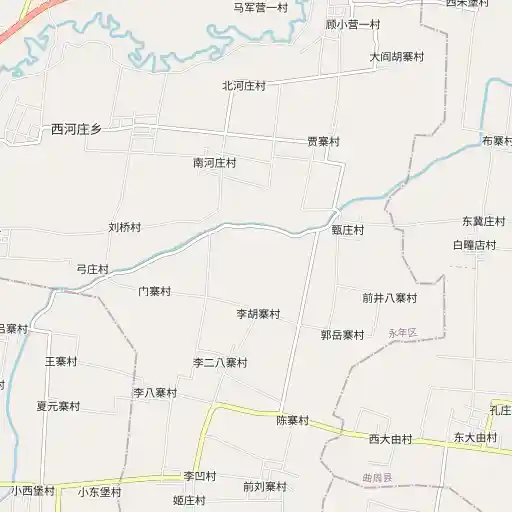 马军营一村
西宋堡村
顾小营一村
大闾胡寨村
北河庄村
西河庄乡
贾寨村
布寨村
南河庄村
东冀庄村
刘桥村
甄庄村
白疃店村
弓庄村
门寨村
前井八寨村
李胡寨村
吕寨村
郭岳寨村
永年区
王寨村
李二八寨村
李八寨村
夏元寨村
孔庄
陈寨村
西大由村
东大由村
李凹村
曲周县
小西堡村
小东堡村
前刘寨村
姬庄村